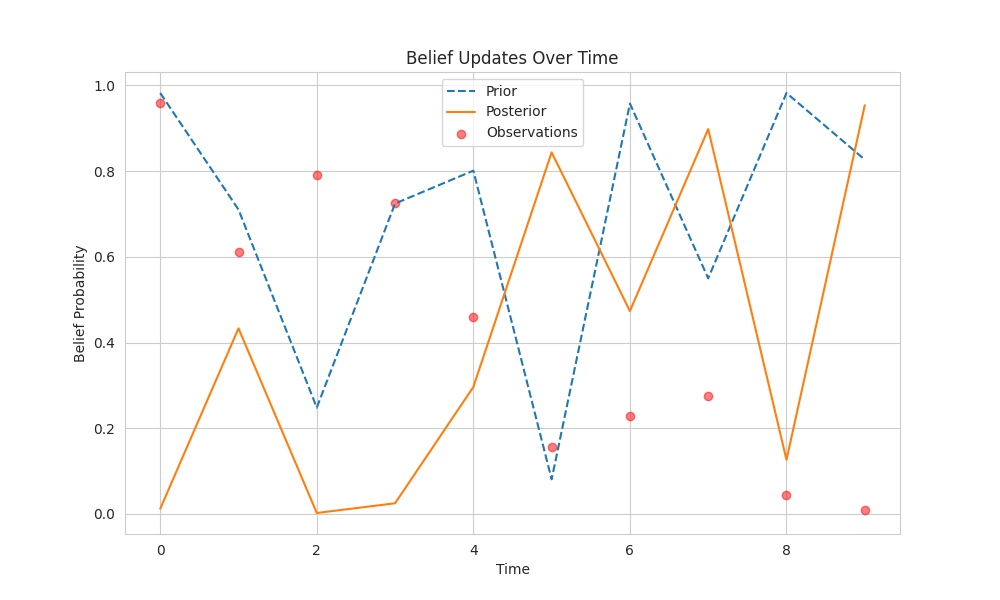 Belief Updates Over Time
Prior
Posterior
Observations
Belief Probability
1.0
0.8
0.6
0.4
0.2
0.0
0 2 4 6 8
Time